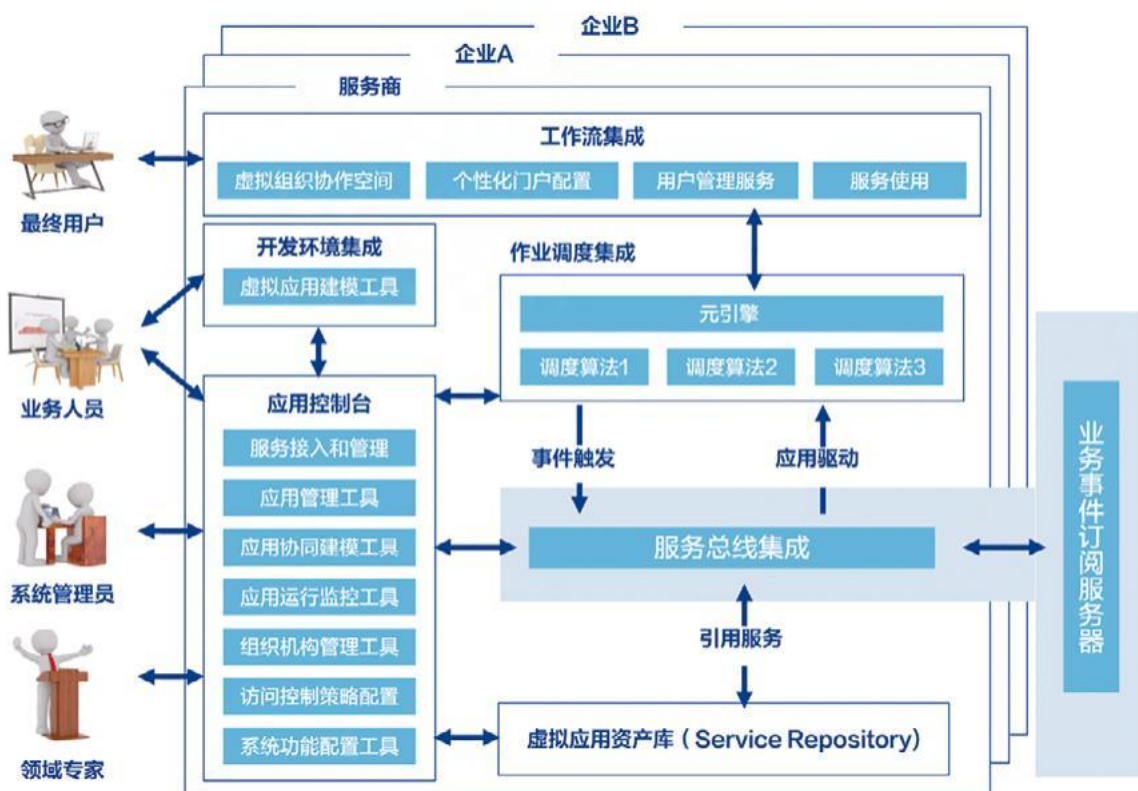 企业B
企业A
服务商
工作流集成
虚拟组织协作空间
个性化门户配置
用户管理服务
服务使用
最终用户
开发环境集成
虚拟应用建模工具
作业调度集成
元引擎
调度算法1
调度算法2
调度算法3
业务人员
应用控制台
服务接入和管理
应用管理工具
应用协同建模工具
应用运行监控工具
组织机构管理工具
访问控制策略配置
系统功能配置工具
事件触发
应用驱动
服务总线集成
引用服务
虚拟应用资产库（Service Repository）
系统管理员
领域专家
业务事件订阅服务器